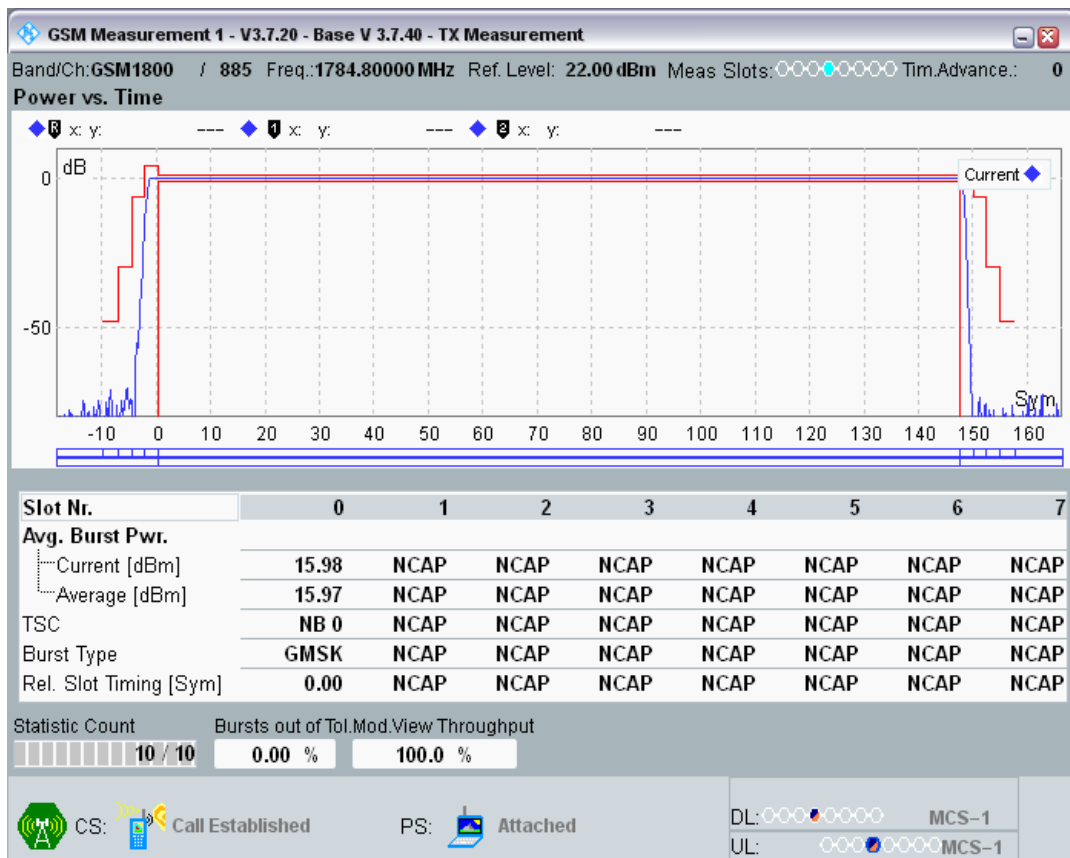 GSM Measurement 1 - V3.7.20 - Base V 3.7.40 - TX Measurement
Band/Ch:GSM1800 / 885 Freq.:1784.80000 MHz Ref. Level: 22.00 dBm Meas Slots: Tim.Advance.: 0
Power vs. Time
R x: y: --- 1 x: y: --- 2 x: y: ---
dB
Current
0
-50
Sym
-10 0 10 20 30 40 50 60 70 80 90 100 110 120 130 140 150 160
Slot Nr. 0 1 2 3 4 5 6 7
Avg. Burst Pwr.
Current [dBm] 15.98 NCAP NCAP NCAP NCAP NCAP NCAP NCAP
Average [dBm] 15.97 NCAP NCAP NCAP NCAP NCAP NCAP NCAP
TSC NB 0 NCAP NCAP NCAP NCAP NCAP NCAP NCAP
Burst Type GMSK NCAP NCAP NCAP NCAP NCAP NCAP NCAP
Rel. Slot Timing [Sym] 0.00 NCAP NCAP NCAP NCAP NCAP NCAP NCAP
Statistic Count Bursts out of Tol.Mod.View Throughput
10 / 10 0.00 % 100.0 %
CS: Call Established PS: Attached
DL: MCS-1
UL: MCS-1